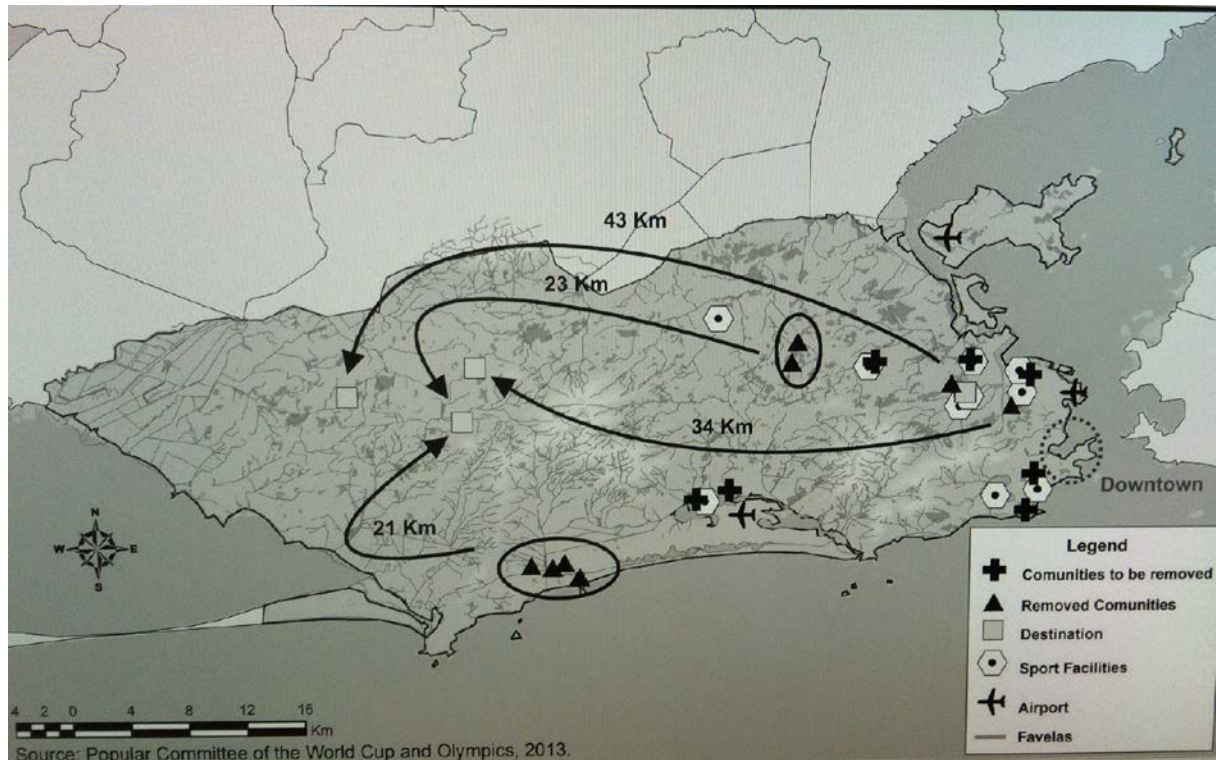 43 Km
23 Km
34 Km
21 Km
Downtown
N
W E
S
Legend
Comunities to be removed
Removed Comunities
Destination
Sport Facilities
Airport
Favelas
4 2 0 4 8 12 16
Km
Source: Popular Committee of the World Cup and Olympics, 2013.